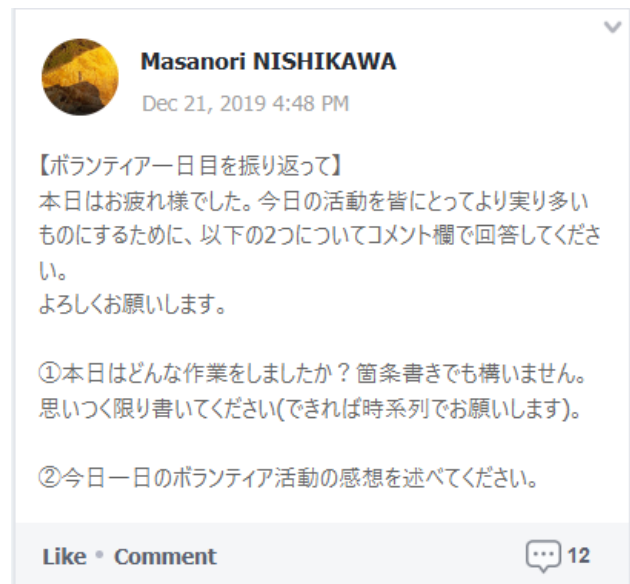 Masanori NISHIKAWA
Dec 21, 2019 4:48 PM
【ボランティア一日目を振り返って】
本日はお疲れ様でした。今日の活動を皆にとってより実り多い
ものにするために、以下の2つについてコメント欄で回答してくださ
い。
よろしくお願いします。
①本日はどんな作業をしましたか？箇条書きでも構いません。
思いつく限り書いてください(できれば時系列でお願いします)。
②今日一日のボランティア活動の感想を述べてください。
Like • Comment
12